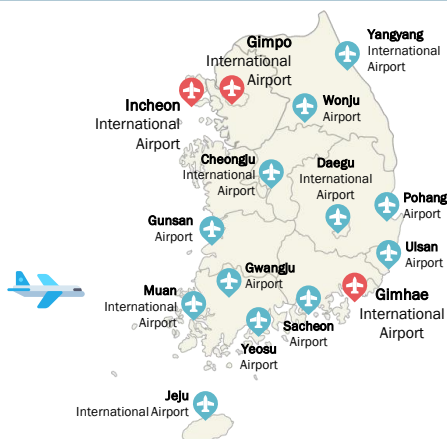 Yangyang
International
Airport
Gimpo
International
Airport
Incheon
International
Airport
Wonju
Airport
Cheongju
International
Airport
Daegu
International
Airport
Pohang
Airport
Gunsan
Airport
Ulsan
Airport
Gwangju
Airport
Muan
International
Airport
Gimhae
International
Airport
Sacheon
Airport
Yeosu
Airport
Jeju
International Airport